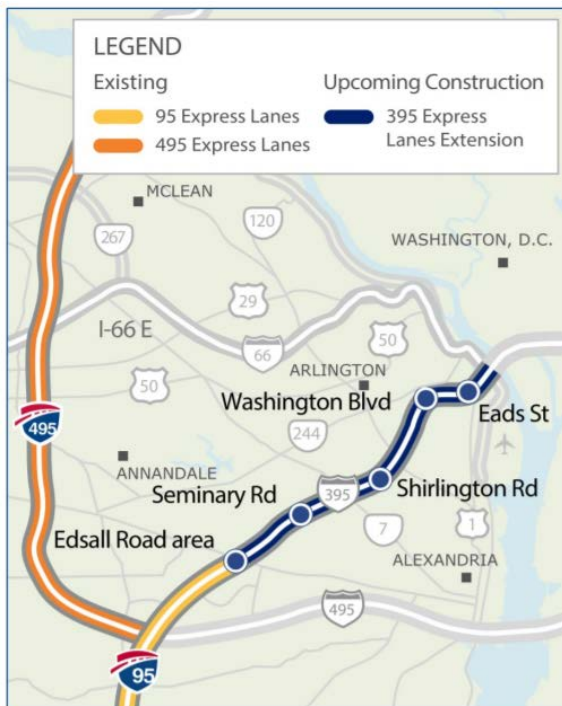 LEGEND
Existing
Upcoming Construction
95 Express Lanes
395 Express
Lanes Extension
495 Express Lanes
MCLEAN
267
120
WASHINGTON, D.C.
29
I-66 E
66
50
ARLINGTON
50
Washington Blvd
Eads St
495
244
ANNANDALE
Seminary Rd
395
Shirlington Rd
Edsall Road area
7
1
ALEXANDRIA
495
95